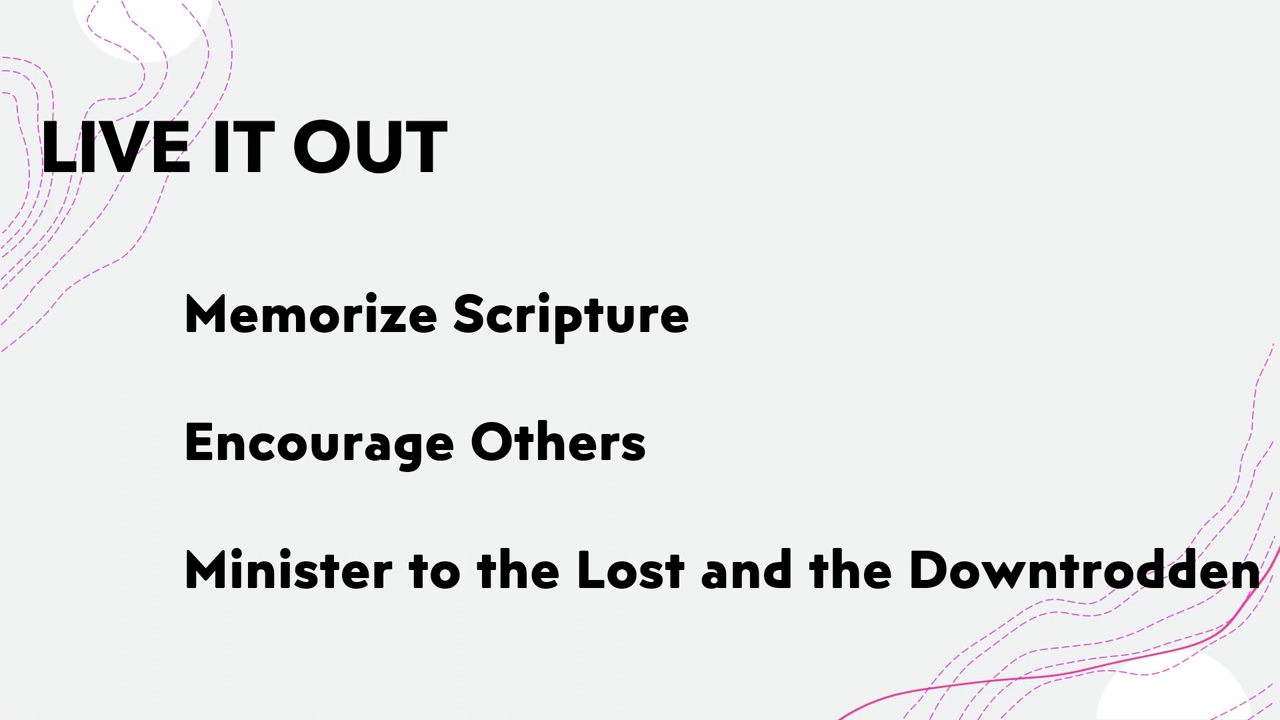 LIVE IT OUT
Memorize Scripture
Encourage Others
Minister to the Lost and the Downtrodden